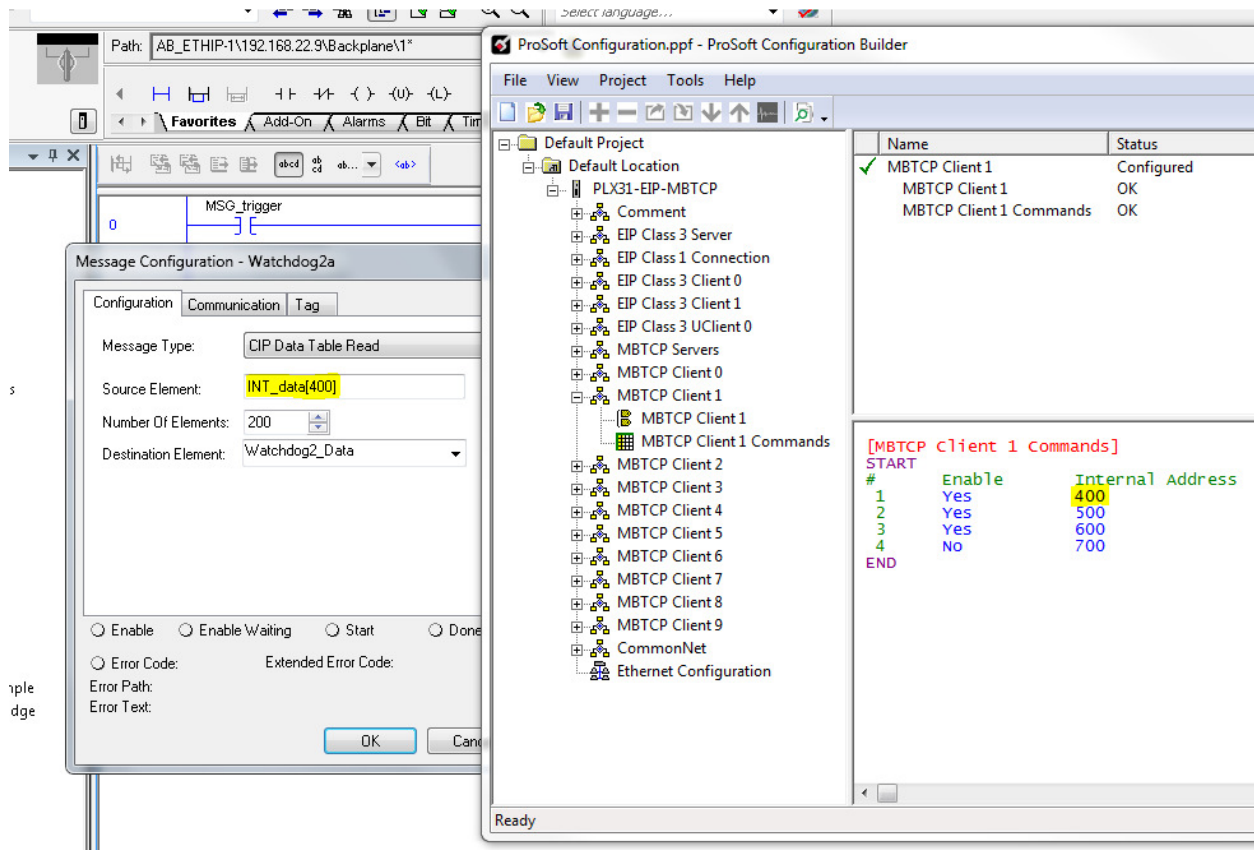 Select language...
Path: AB_ETHIP-1\192.168.22.9\Backplane\1*
Favorites Add-On Alarms Bit Tim
abcd ab cd ab... <ab>
MSG_trigger
0
s
mple
dge
Message Configuration - Watchdog2a
Configuration Communication Tag
Message Type: CIP Data Table Read
Source Element: INT_data[400]
Number Of Elements: 200
Destination Element: Watchdog2_Data
Enable Enable Waiting Start Done
Error Code: Extended Error Code:
Error Path:
Error Text:
OK Canc
ProSoft Configuration.ppf - ProSoft Configuration Builder
File View Project Tools Help
Default Project
Default Location
PLX31-EIP-MBTCP
Comment
EIP Class 3 Server
EIP Class 1 Connection
EIP Class 3 Client 0
EIP Class 3 Client 1
EIP Class 3 UClient 0
MBTCP Servers
MBTCP Client 0
MBTCP Client 1
MBTCP Client 1
MBTCP Client 1 Commands
MBTCP Client 2
MBTCP Client 3
MBTCP Client 4
MBTCP Client 5
MBTCP Client 6
MBTCP Client 7
MBTCP Client 8
MBTCP Client 9
CommonNet
Ethernet Configuration
Name Status
MBTCP Client 1 Configured
MBTCP Client 1 OK
MBTCP Client 1 Commands OK
[MBTCP Client 1 Commands]
START
# Enable Internal Address
1 Yes 400
2 Yes 500
3 Yes 600
4 No 700
END
Ready